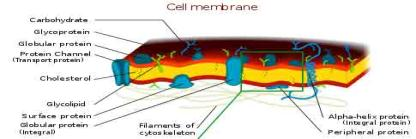 Cell membrane
Carbohydrate
Glycoprotein
Globular protein
Protein Channel
(Transport protein)
Cholesterol
Glycolipid
Surface protein
Globular protein
(Integral)
Filaments of
cytoskeleton
Alpha-helix protein
(Integral protein)
Peripheral protein